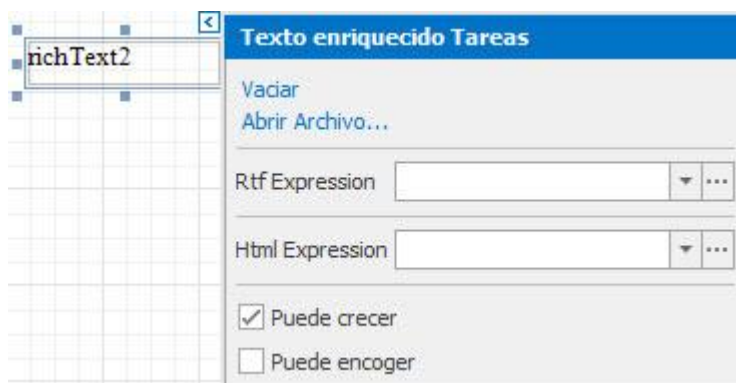 richText2
Texto enriquecido Tareas
Vaciar
Abrir Archivo...
Rtf Expression
Html Expression
Puede crecer
Puede encoger